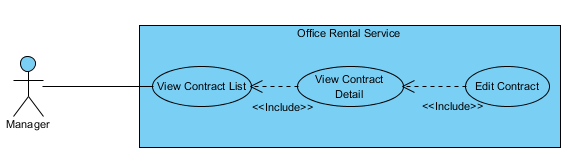 Office Rental Service
View Contract List
View Contract
Detail
Edit Contract
<<Include>>
<<Include>>
Manager